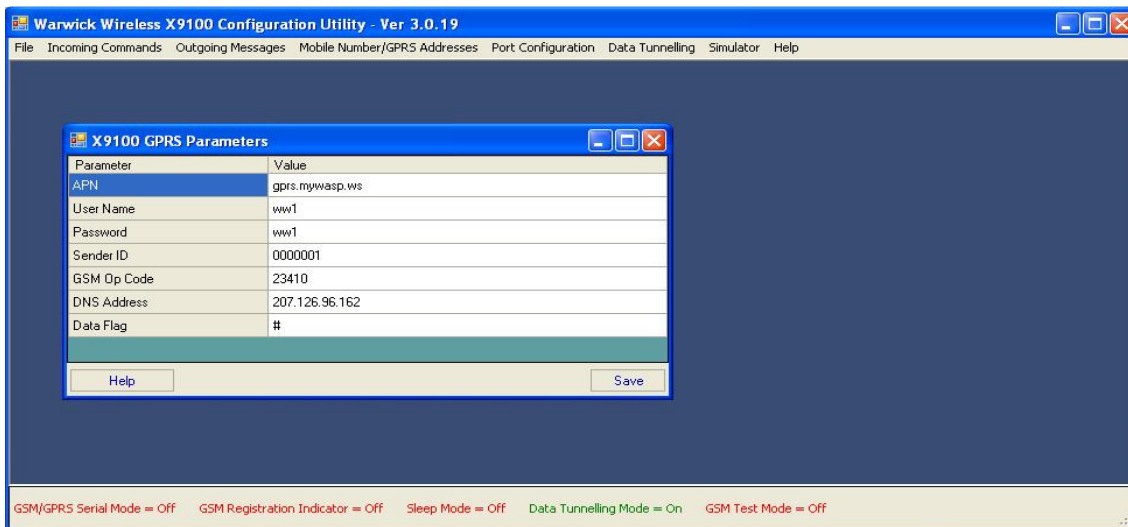 Warwick Wireless X9100 Configuration Utility - Ver 3.0.19
File Incoming Commands Outgoing Messages Mobile Number/GPRS Addresses Port Configuration Data Tunnelling Simulator Help
X9100 GPRS Parameters
Parameter Value
APN gprs.mywasp.ws
User Name ww1
Password ww1
Sender ID 0000001
GSM Op Code 23410
DNS Address 207.126.96.162
Data Flag #
Help Save
GSM/GPRS Serial Mode = Off GSM Registration Indicator = Off Sleep Mode = Off Data Tunnelling Mode = On GSM Test Mode = Off